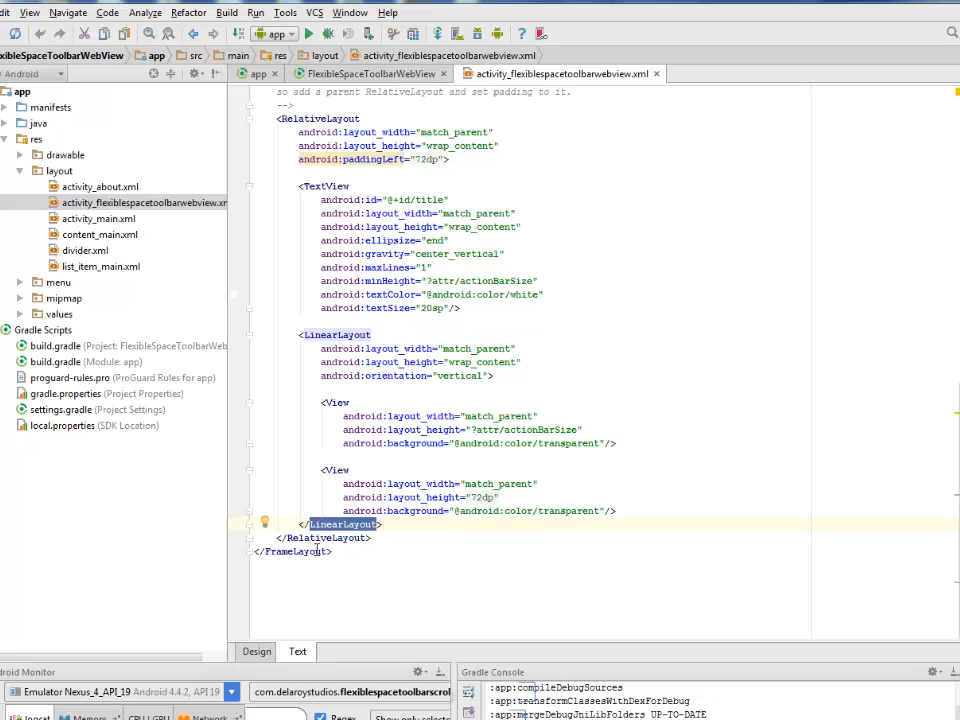 dit View Navigate Code Analyze Refactor Build Run Tools VCS Window Help
app
exibleSpaceToolbarWebView app src main res layout activity_flexiblespacetoolbarwebview.xml
Android app FlexibleSpaceToolbarWebView activity_flexiblespacetoolbarwebview.xml
app
manifests
java
res
drawable
layout
activity_about.xml
activity_flexiblespacetoolbarwebview.xm
activity_main.xml
content_main.xml
divider.xml
list_item_main.xml
menu
mipmap
values
Gradle Scripts
build.gradle (Project: FlexibleSpaceToolbarWeb
build.gradle (Module: app)
proguard-rules.pro (ProGuard Rules for app)
gradle.properties (Project Properties)
settings.gradle (Project Settings)
local.properties (SDK Location)
so add a parent RelativeLayout and set padding to it.
-->
<RelativeLayout
android:layout_width="match_parent"
android:layout_height="wrap_content"
android:paddingLeft="72dp">
<TextView
android:id="@+id/title"
android:layout_width="match_parent"
android:layout_height="wrap_content"
android:ellipsize="end"
android:gravity="center_vertical"
android:maxLines="1"
android:minHeight="?attr/actionBarSize"
android:textColor="@android:color/white"
android:textSize="20sp"/>
<LinearLayout
android:layout_width="match_parent"
android:layout_height="wrap_content"
android:orientation="vertical">
<View
android:layout_width="match_parent"
android:layout_height="?attr/actionBarSize"
android:background="@android:color/transparent"/>
<View
android:layout_width="match_parent"
android:layout_height="72dp"
android:background="@android:color/transparent"/>
</LinearLayout>
</RelativeLayout>
</FrameLayout>
Design Text
droid Monitor
Emulator Nexus_4_API_19 Android 4.4.2, API 19 com.delaroystudios.flexiblespacetoolbarscrol
logcat Memory CPU | GPU Network Regex Show only selected
Gradle Console
:app:compileDebugSources
:app:transformClassesWithDexForDebug
:app:mergeDebugJniLibFolders UP-TO-DATE